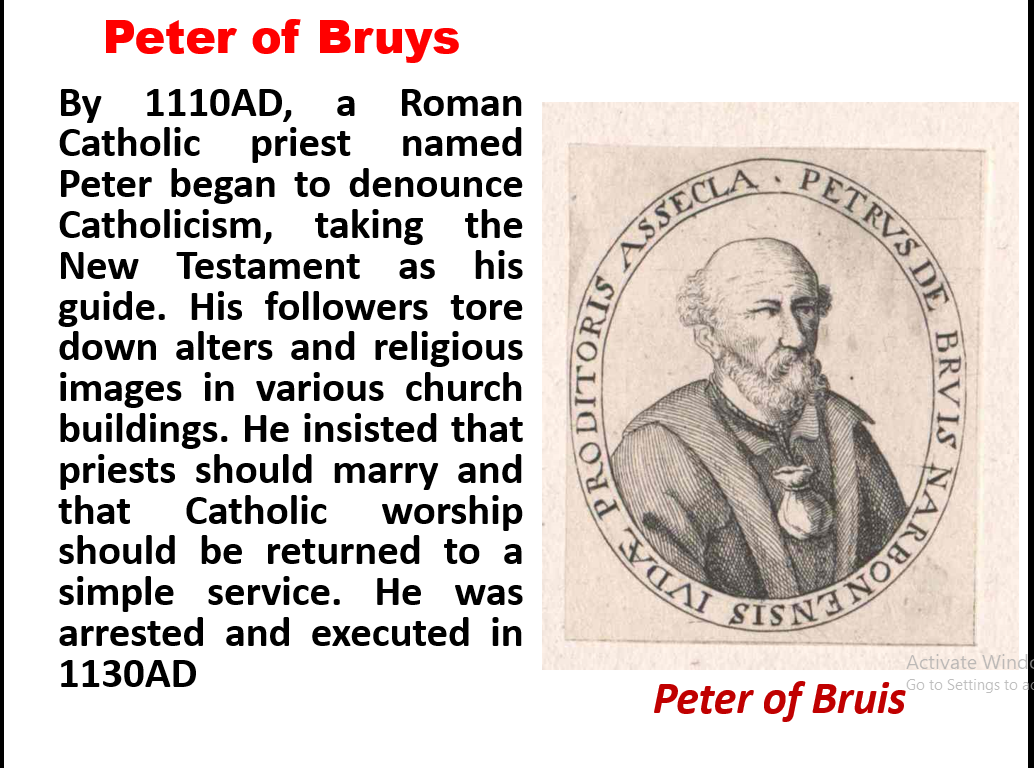 Peter of Bruys
By 1110AD, a Roman
Catholic priest named
Peter began to denounce
Catholicism, taking the
New Testament as his
guide. His followers tore
down alters and religious
images in various church
buildings. He insisted that
priests should marry and
that Catholic worship
should be returned to a
simple service. He was
arrested and executed in
1130AD
PETRVS DE BRVIS NARBONENSIS IVDÆ PRODITORIS ASSECLA ·
Peter of Bruis
Activate Windo
Go to Settings to a